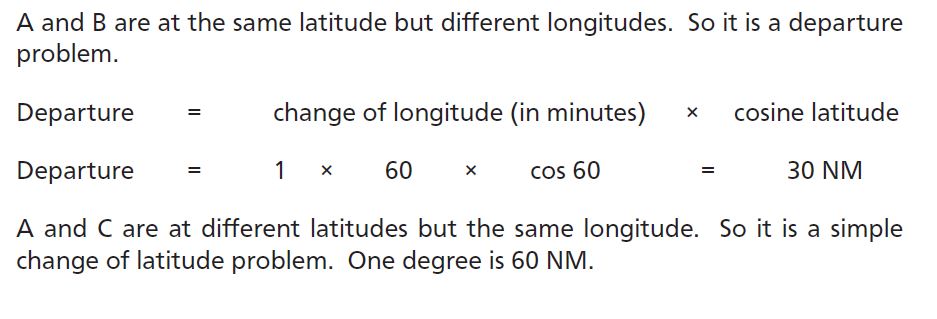 A and B are at the same latitude but different longitudes. So it is a departure
problem.
Departure = change of longitude (in minutes) × cosine latitude
Departure = 1 × 60 × cos 60 = 30 NM
A and C are at different latitudes but the same longitude. So it is a simple
change of latitude problem. One degree is 60 NM.